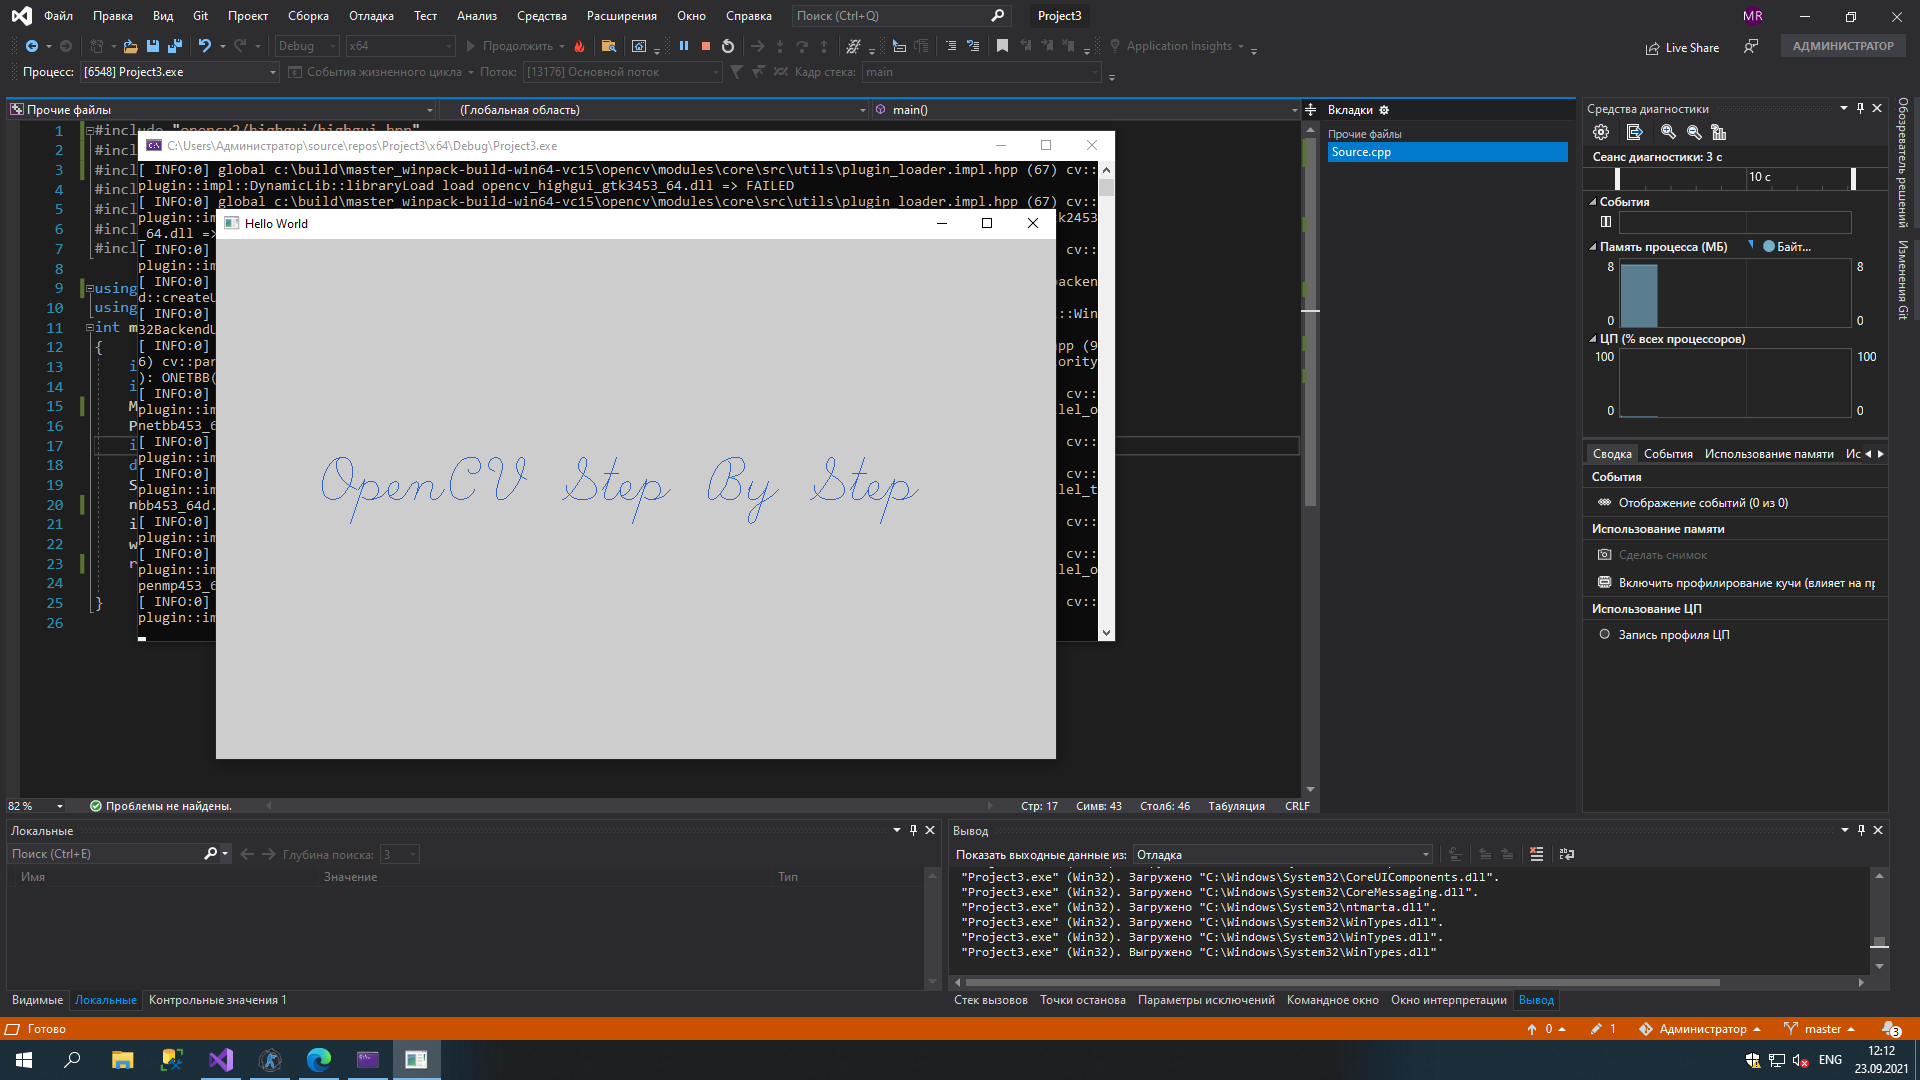 Файл Правка Вид Git Проект Сборка Отладка Тест Анализ Средства Расширения Окно Справка Поиск (Ctrl+Q) Project3 MR
Debug x64 Продолжить Application Insights Live Share АДМИНИСТРАТОР
Процесс: [6548] Project3.exe События жизненного цикла Поток: [13176] Основной поток Кадр стека: main
Прочие файлы (Глобальная область) main()
1 #include "opencv2/highgui/highgui.hpp"
2 #incl
3 #incl
4 #incl
5 #incl
6 #incl
7 #incl
8
9 using
10 using
11 int m
12 {
13 i
14 i
15 M
16 P
17 i
18 d
19 S
20 n
21 i
22 w
23 r
24
25 }
26
C:\Users\Администратор\source\repos\Project3\x64\Debug\Project3.exe
[ INFO:0] global c:\build\master_winpack-build-win64-vc15\opencv\modules\core\src\utils\plugin_loader.impl.hpp (67) cv::
plugin::impl::DynamicLib::libraryLoad load opencv_highgui_gtk3453_64.dll => FAILED
[ INFO:0] global c:\build\master_winpack-build-win64-vc15\opencv\modules\core\src\utils\plugin_loader.impl.hpp (67) cv::
plugin::im k2453
_64.dll =>
[ INFO:0] cv::
plugin::im
[ INFO:0] backen
d::createU
[ INFO:0] ::Win
32BackendU
[ INFO:0] pp (9
6) cv::par ority
): ONETBB(
[ INFO:0] cv::
plugin::im lel_o
netbb453_6
[ INFO:0] cv::
plugin::im
[ INFO:0] cv::
plugin::im lel_t
bb453_64d.
[ INFO:0] cv::
plugin::im
[ INFO:0] cv::
plugin::im lel_o
penmp453_6
[ INFO:0] cv::
plugin::im
Hello World
OpenCV Step By Step
82 % Проблемы не найдены. Стр: 17 Симв: 43 Столб: 46 Табуляция CRLF
Вкладки
Прочие файлы
Source.cpp
Средства диагностики
Сеанс диагностики: 3 с
10 с
События
Память процесса (МБ) Байт...
8 8
0 0
ЦП (% всех процессоров)
100 100
0 0
Сводка События Использование памяти Ис
События
Отображение событий (0 из 0)
Использование памяти
Сделать снимок
Включить профилирование кучи (влияет на пр
Использование ЦП
Запись профиля ЦП
Обозреватель решений
Изменения Git
Локальные
Поиск (Ctrl+E) Глубина поиска: 3
Имя Значение Тип
Видимые Локальные Контрольные значения 1
Вывод
Показать выходные данные из: Отладка
"Project3.exe" (Win32). Загружено "C:\Windows\System32\CoreUIComponents.dll".
"Project3.exe" (Win32). Загружено "C:\Windows\System32\CoreMessaging.dll".
"Project3.exe" (Win32). Загружено "C:\Windows\System32\ntmarta.dll".
"Project3.exe" (Win32). Загружено "C:\Windows\System32\WinTypes.dll".
"Project3.exe" (Win32). Загружено "C:\Windows\System32\WinTypes.dll".
"Project3.exe" (Win32). Выгружено "C:\Windows\System32\WinTypes.dll"
Стек вызовов Точки останова Параметры исключений Командное окно Окно интерпретации Вывод
Готово 0 1 Администратор master 3
ENG 12:12
23.09.2021